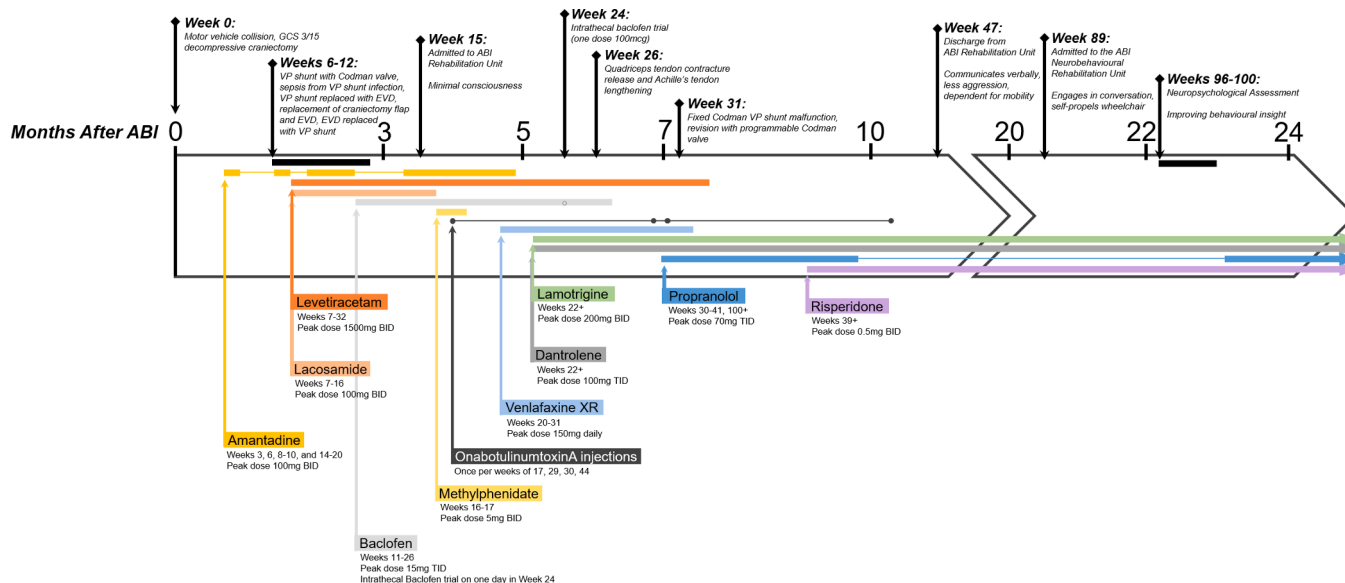 Week 0:
Motor vehicle collision, GCS 3/15
decompressive craniectomy
Weeks 6-12:
VP shunt with Codman valve,
sepsis from VP shunt infection,
VP shunt replaced with EVD,
replacement of craniectomy flap
and EVD, EVD replaced
with VP shunt
Week 15:
Admitted to ABI
Rehabilitation Unit
Minimal consciousness
Week 24:
Intrathecal baclofen trial
(one dose 100mcg)
Week 26:
Quadriceps tendon contracture
release and Achille's tendon
lengthening
Week 31:
Fixed Codman VP shunt malfunction,
revision with programmable Codman
valve
Week 47:
Discharge from
ABI Rehabilitation Unit
Communicates verbally,
less aggression,
dependent for mobility
Week 89:
Admitted to the ABI
Neurobehavioural
Rehabilitation Unit
Engages in conversation,
self-propels wheelchair
Weeks 96-100:
Neuropsychological Assessment
Improving behavioural insight
Months After ABI 0 3 5 7 10 20 22 24
Levetiracetam
Weeks 7-32
Peak dose 1500mg BID
Lacosamide
Weeks 7-16
Peak dose 100mg BID
Amantadine
Weeks 3, 6, 8-10, and 14-20
Peak dose 100mg BID
Baclofen
Weeks 11-26
Peak dose 15mg TID
Intrathecal Baclofen trial on one day in Week 24
Methylphenidate
Weeks 16-17
Peak dose 5mg BID
OnabotulinumtoxinA injections
Once per weeks of 17, 29, 30, 44
Venlafaxine XR
Weeks 20-31
Peak dose 150mg daily
Lamotrigine
Weeks 22+
Peak dose 200mg BID
Dantrolene
Weeks 22+
Peak dose 100mg TID
Propranolol
Weeks 30-41, 100+
Peak dose 70mg TID
Risperidone
Weeks 39+
Peak dose 0.5mg BID